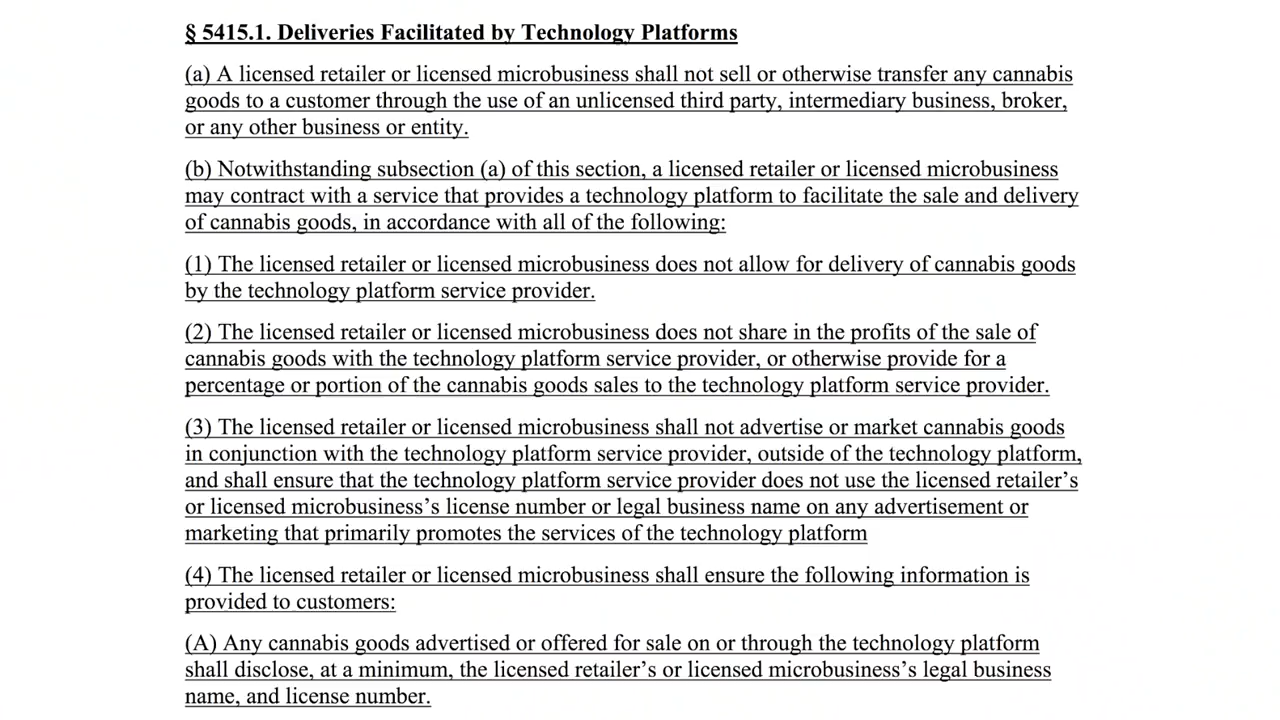 § 5415.1. Deliveries Facilitated by Technology Platforms
(a) A licensed retailer or licensed microbusiness shall not sell or otherwise transfer any cannabis
goods to a customer through the use of an unlicensed third party, intermediary business, broker,
or any other business or entity.
(b) Notwithstanding subsection (a) of this section, a licensed retailer or licensed microbusiness
may contract with a service that provides a technology platform to facilitate the sale and delivery
of cannabis goods, in accordance with all of the following:
(1) The licensed retailer or licensed microbusiness does not allow for delivery of cannabis goods
by the technology platform service provider.
(2) The licensed retailer or licensed microbusiness does not share in the profits of the sale of
cannabis goods with the technology platform service provider, or otherwise provide for a
percentage or portion of the cannabis goods sales to the technology platform service provider.
(3) The licensed retailer or licensed microbusiness shall not advertise or market cannabis goods
in conjunction with the technology platform service provider, outside of the technology platform,
and shall ensure that the technology platform service provider does not use the licensed retailer’s
or licensed microbusiness’s license number or legal business name on any advertisement or
marketing that primarily promotes the services of the technology platform
(4) The licensed retailer or licensed microbusiness shall ensure the following information is
provided to customers:
(A) Any cannabis goods advertised or offered for sale on or through the technology platform
shall disclose, at a minimum, the licensed retailer’s or licensed microbusiness’s legal business
name, and license number.